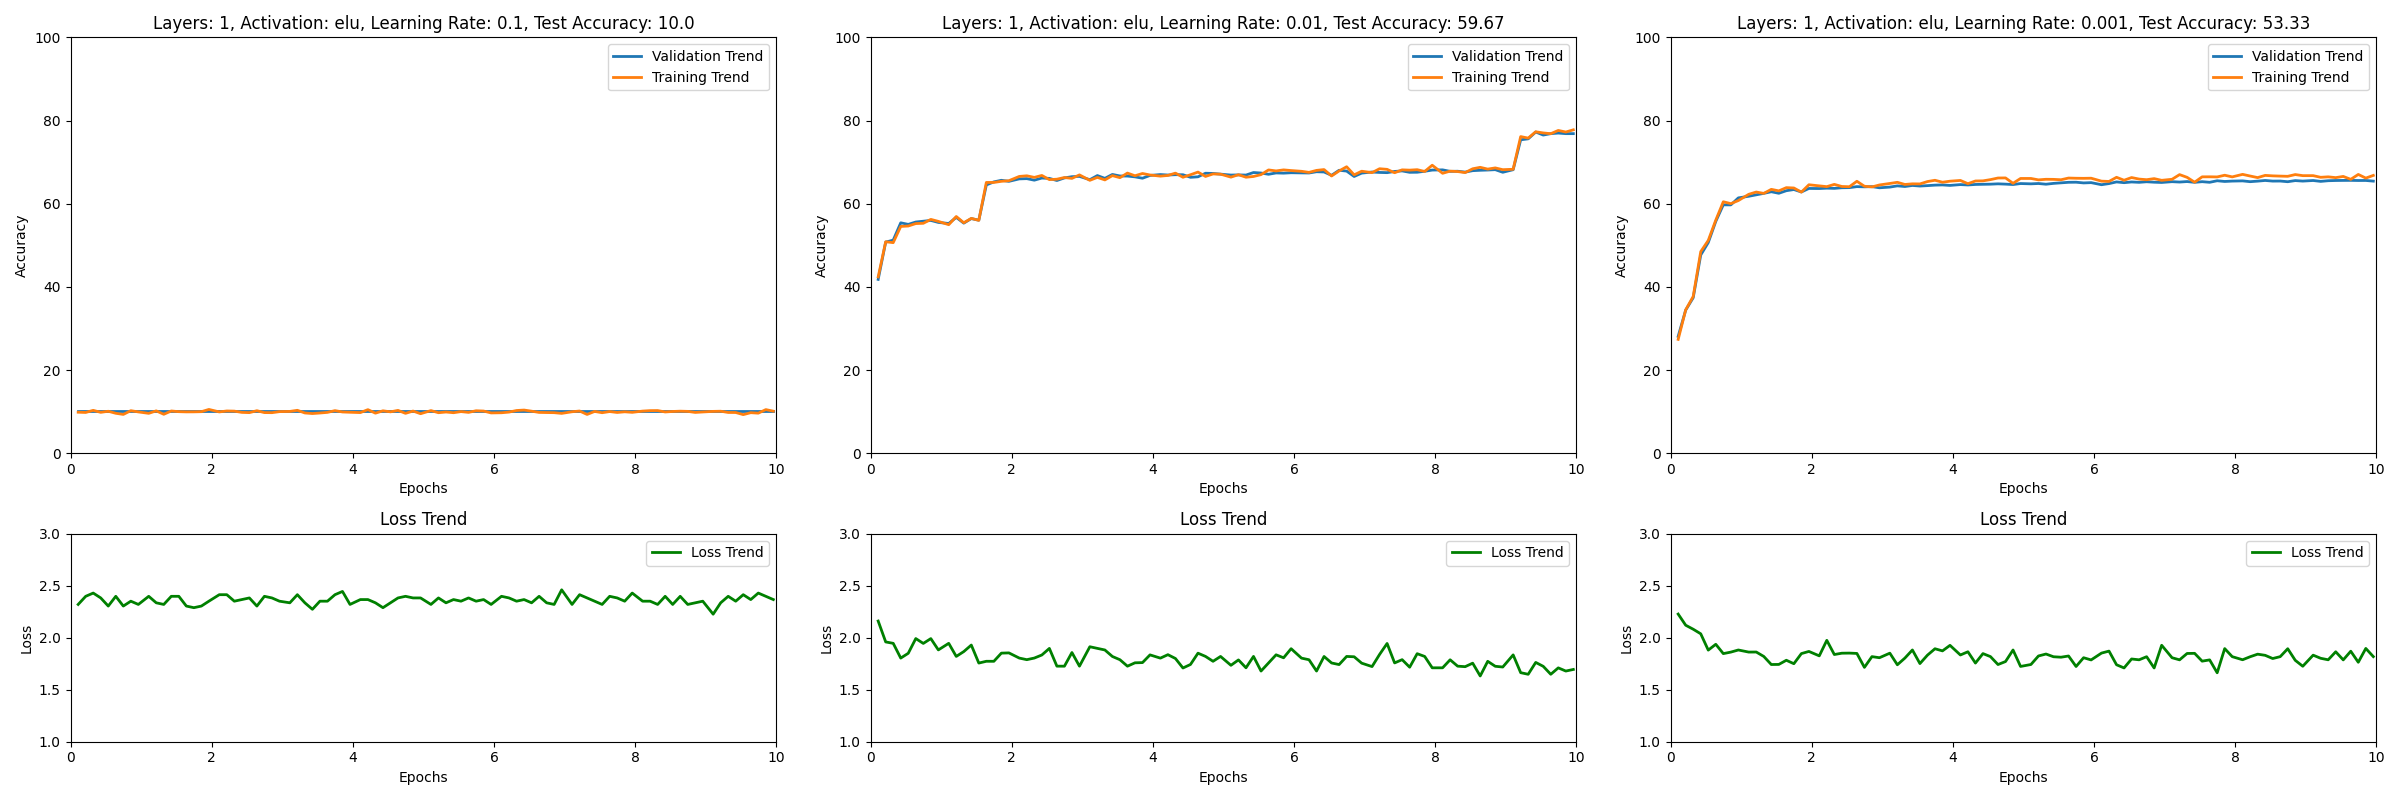 Layers: 1, Activation: elu, Learning Rate: 0.1, Test Accuracy: 10.0
100
80
60
40
20
0
Accuracy
Validation Trend
Training Trend
0 2 4 6 8 10
Epochs
Layers: 1, Activation: elu, Learning Rate: 0.01, Test Accuracy: 59.67
100
80
60
40
20
0
Accuracy
Validation Trend
Training Trend
0 2 4 6 8 10
Epochs
Layers: 1, Activation: elu, Learning Rate: 0.001, Test Accuracy: 53.33
100
80
60
40
20
0
Accuracy
Validation Trend
Training Trend
0 2 4 6 8 10
Epochs
Loss Trend
3.0
2.5
2.0
1.5
1.0
Loss
Loss Trend
0 2 4 6 8 10
Epochs
Loss Trend
3.0
2.5
2.0
1.5
1.0
Loss
Loss Trend
0 2 4 6 8 10
Epochs
Loss Trend
3.0
2.5
2.0
1.5
1.0
Loss
Loss Trend
0 2 4 6 8 10
Epochs